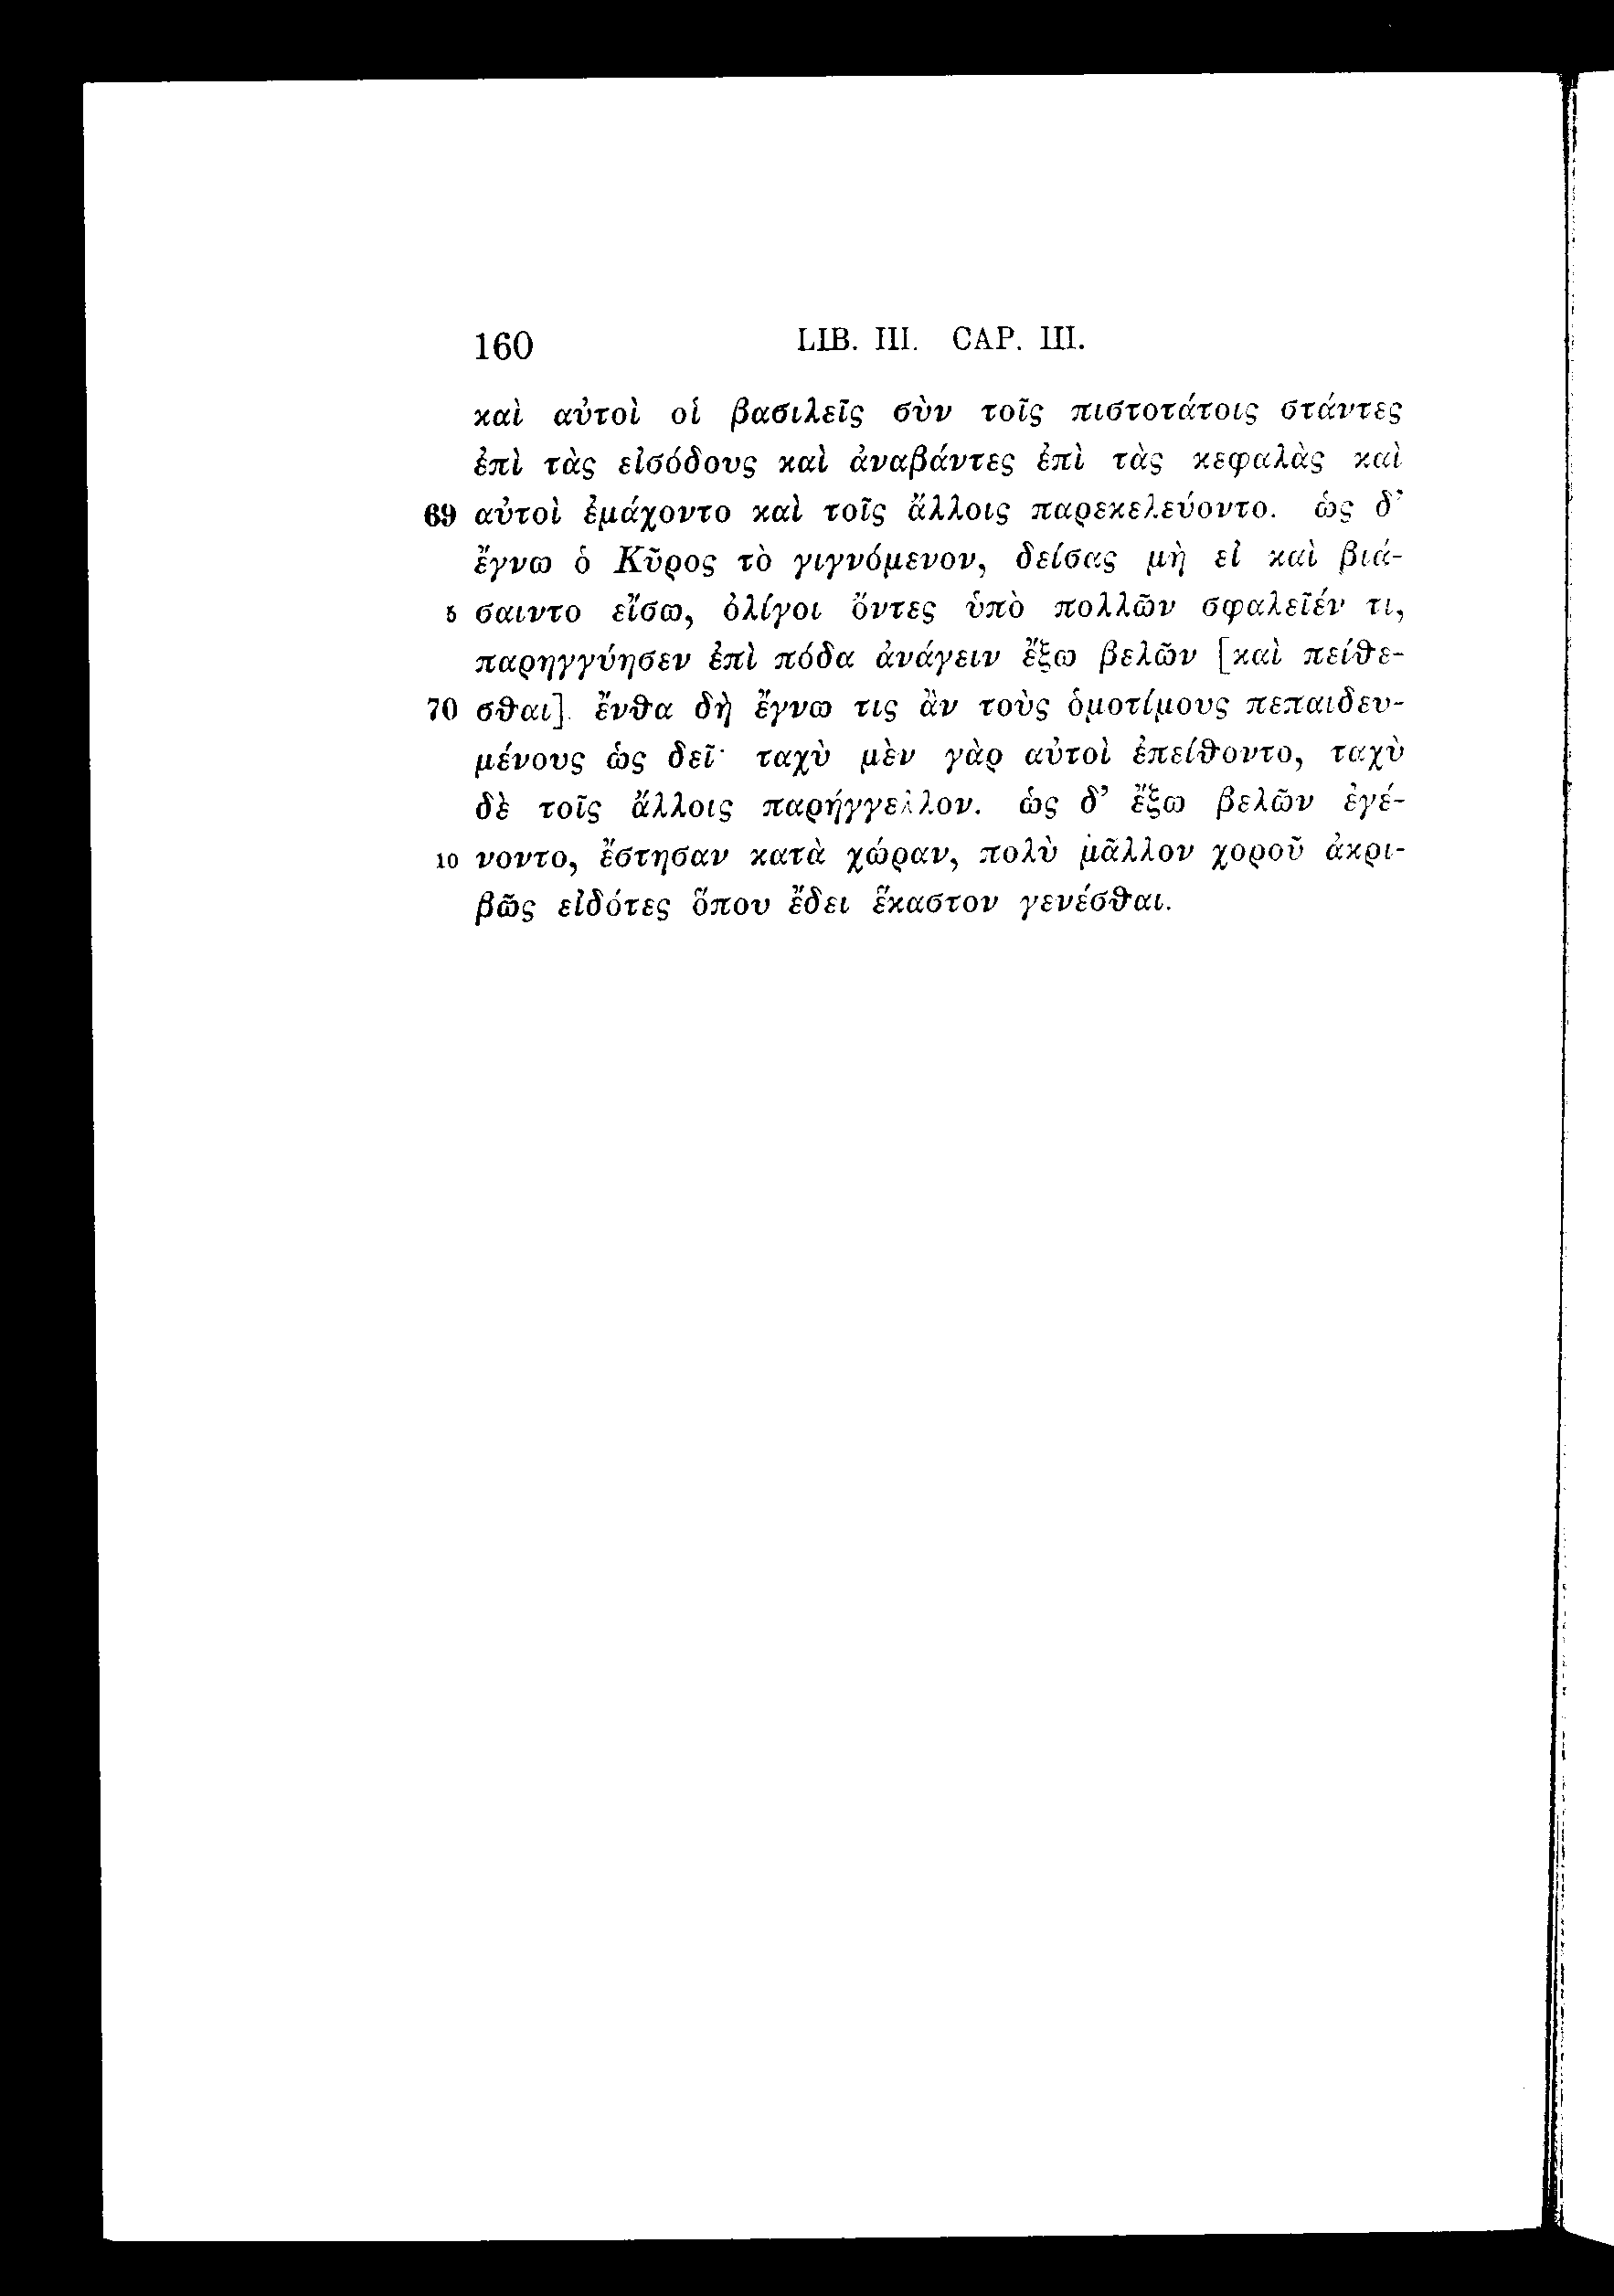 160 LIB. III. CAP. III.
καὶ αὐτοὶ οἱ βασιλεῖς σὺν τοῖς πιστοτάτοις στάντες
ἐπὶ τὰς εἰσόδους καὶ ἀναβάντες ἐπὶ τὰς κεφαλὰς καὶ
69 αὐτοὶ ἐμάχοντο καὶ τοῖς ἄλλοις παρεκελεύοντο. ὡς δ’
ἔγνω ὁ Κῦρος τὸ γιγνόμενον, δείσας μὴ εἰ καὶ βιά-
5 σαιντο εἴσω, ὀλίγοι ὄντες ὑπὸ πολλῶν σφαλεῖέν τι,
παρηγγύησεν ἐπὶ πόδα ἀνάγειν ἔξω βελῶν [καὶ πείθε-
70 σθαι]. ἔνθα δὴ ἔγνω τις ἂν τοὺς ὁμοτίμους πεπαιδευ-
μένους ὡς δεῖ· ταχὺ μὲν γὰρ αὐτοὶ ἐπείθοντο, ταχὺ
δὲ τοῖς ἄλλοις παρήγγελλον. ὡς δ’ ἔξω βελῶν ἐγέ-
10 νοντο, ἔστησαν κατὰ χώραν, πολὺ μᾶλλον χοροῦ ἀκρι-
βῶς εἰδότες ὅπου ἔδει ἕκαστον γενέσθαι.